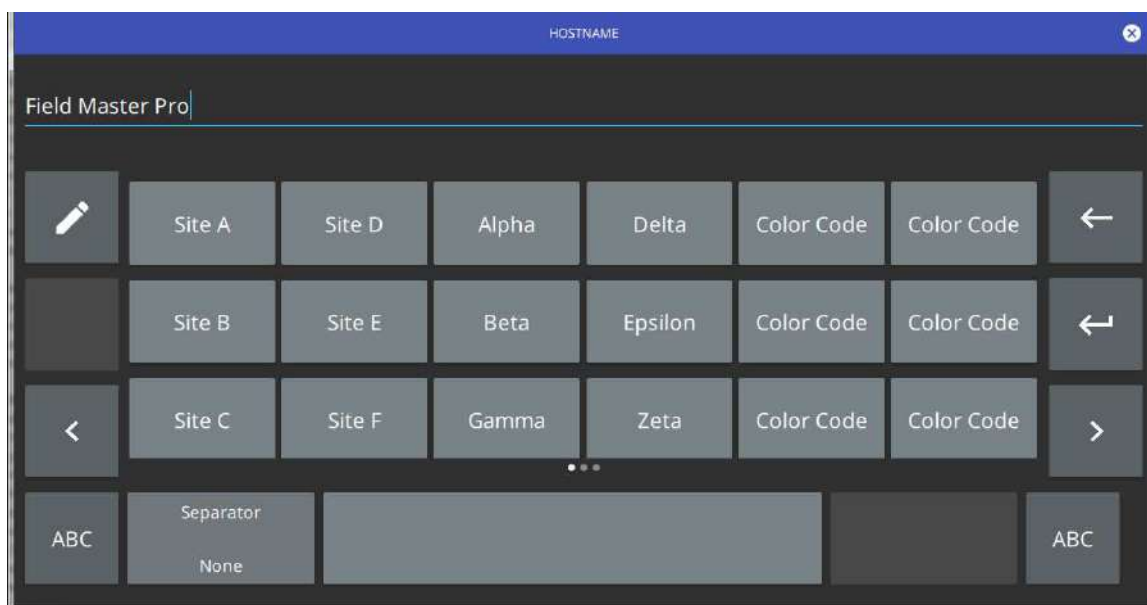 HOSTNAME
Field Master Pro
Site A
Site D
Alpha
Delta
Color Code
Color Code
Site B
Site E
Beta
Epsilon
Color Code
Color Code
Site C
Site F
Gamma
Zeta
Color Code
Color Code
ABC
Separator
None
ABC